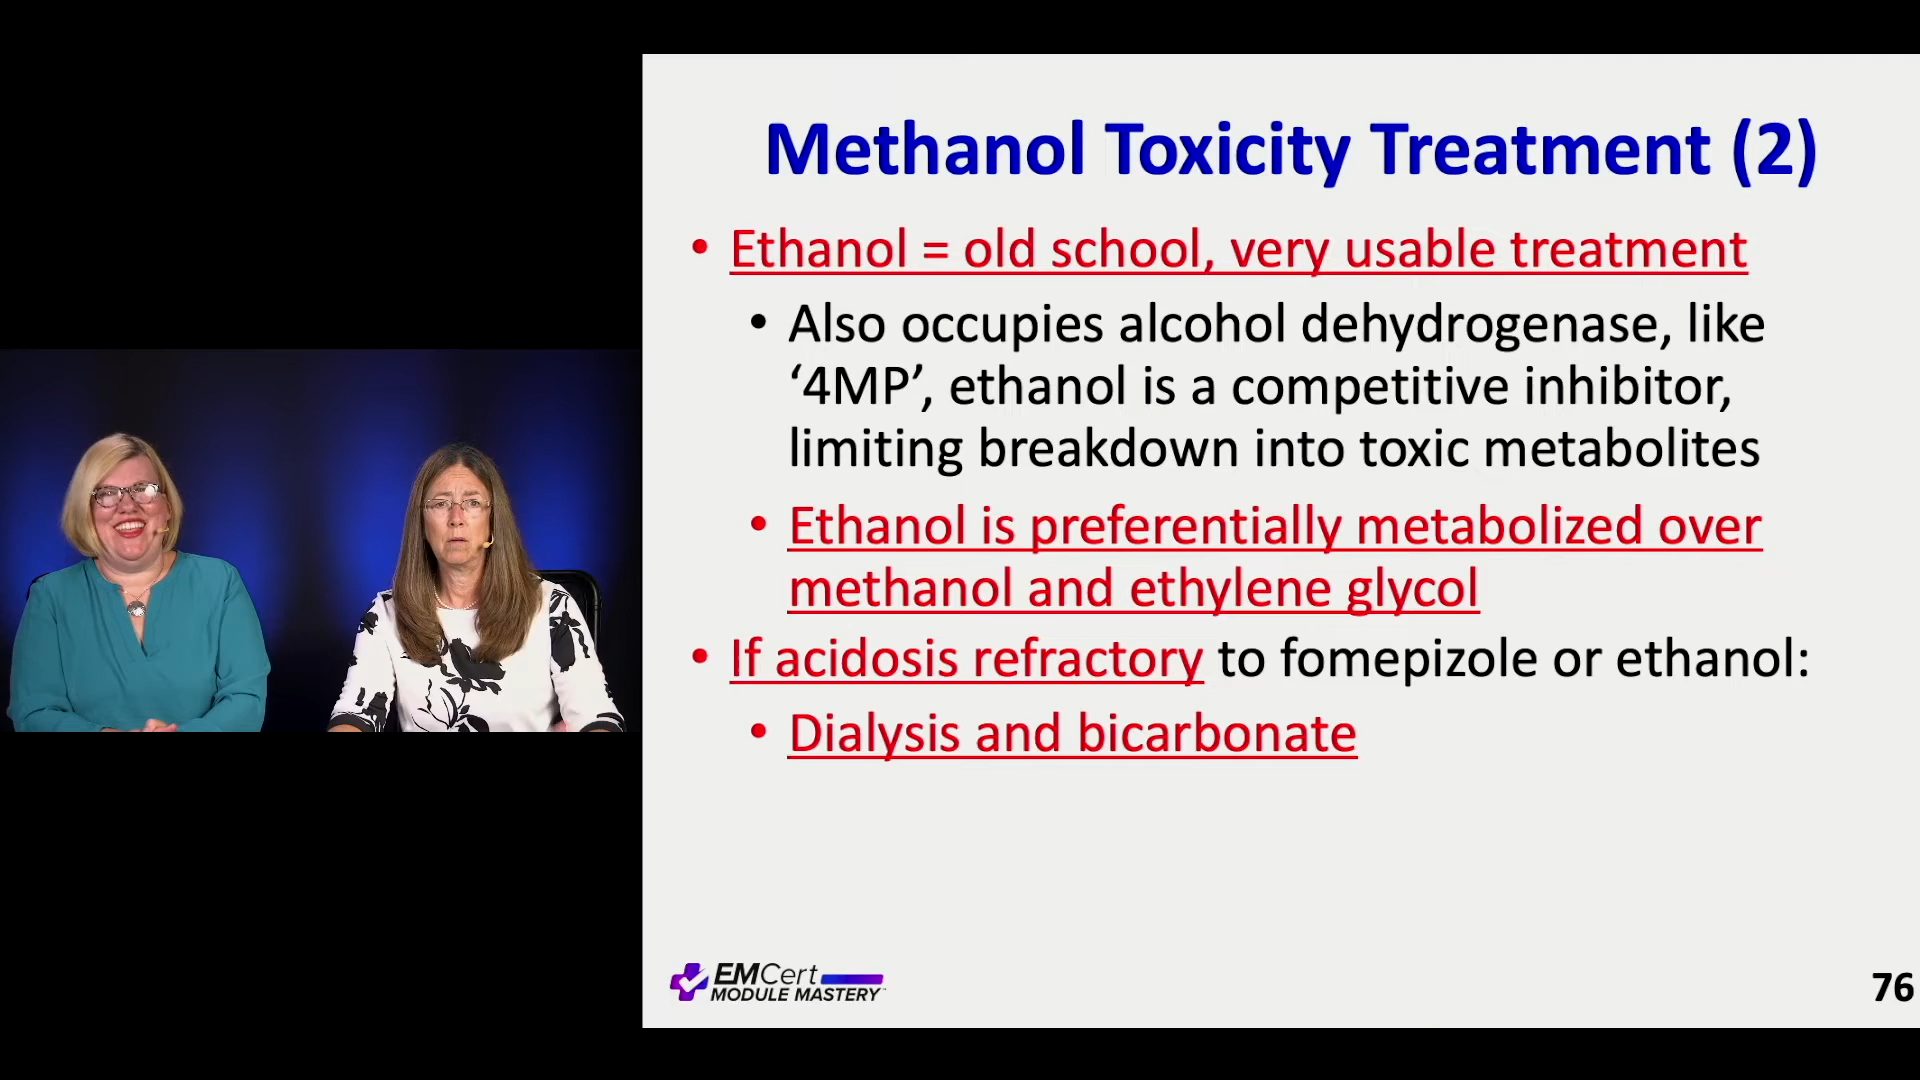 Methanol Toxicity Treatment (2)
• Ethanol = old school, very usable treatment
• Also occupies alcohol dehydrogenase, like
‘4MP’, ethanol is a competitive inhibitor,
limiting breakdown into toxic metabolites
• Ethanol is preferentially metabolized over
methanol and ethylene glycol
• If acidosis refractory to fomepizole or ethanol:
• Dialysis and bicarbonate
EMCert
MODULE MASTERY™
76